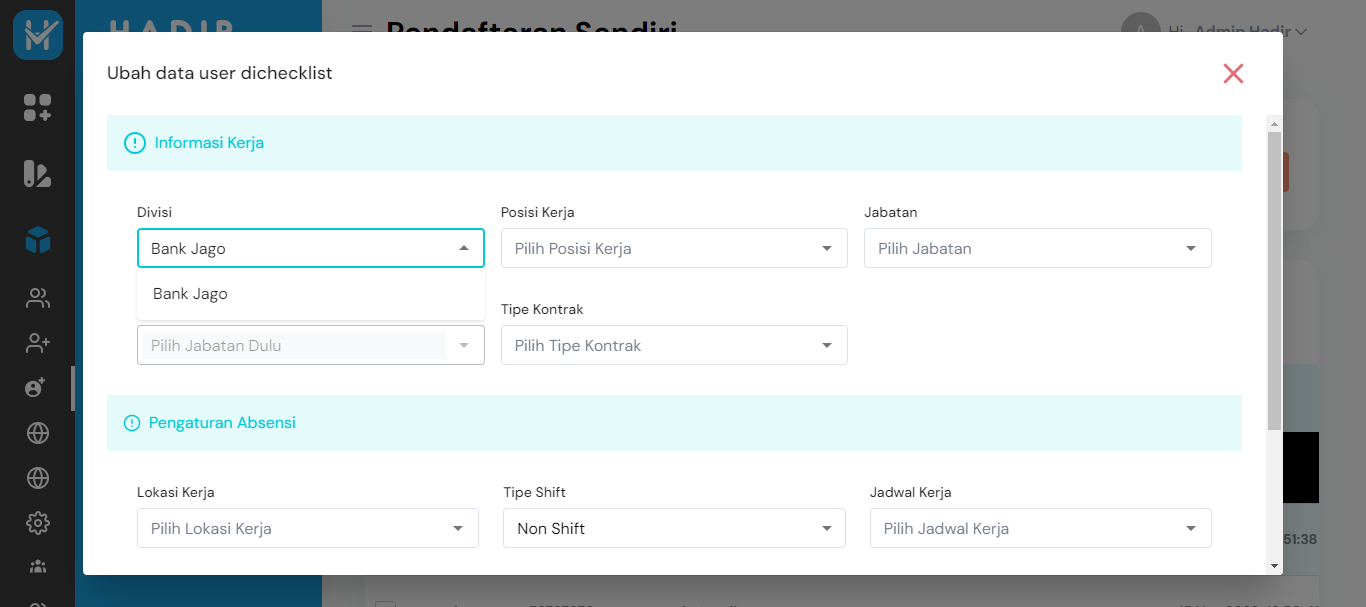 HADIR
Pendaftaran Sendiri
Hi, Admin Hadir
A
Ubah data user dichecklist
Informasi Kerja
Divisi
Posisi Kerja
Jabatan
Bank Jago
Pilih Posisi Kerja
Pilih Jabatan
Bank Jago
Tipe Kontrak
Pilih Jabatan Dulu
Pilih Tipe Kontrak
Pengaturan Absensi
Lokasi Kerja
Tipe Shift
Jadwal Kerja
Pilih Lokasi Kerja
Non Shift
Pilih Jadwal Kerja
51:38